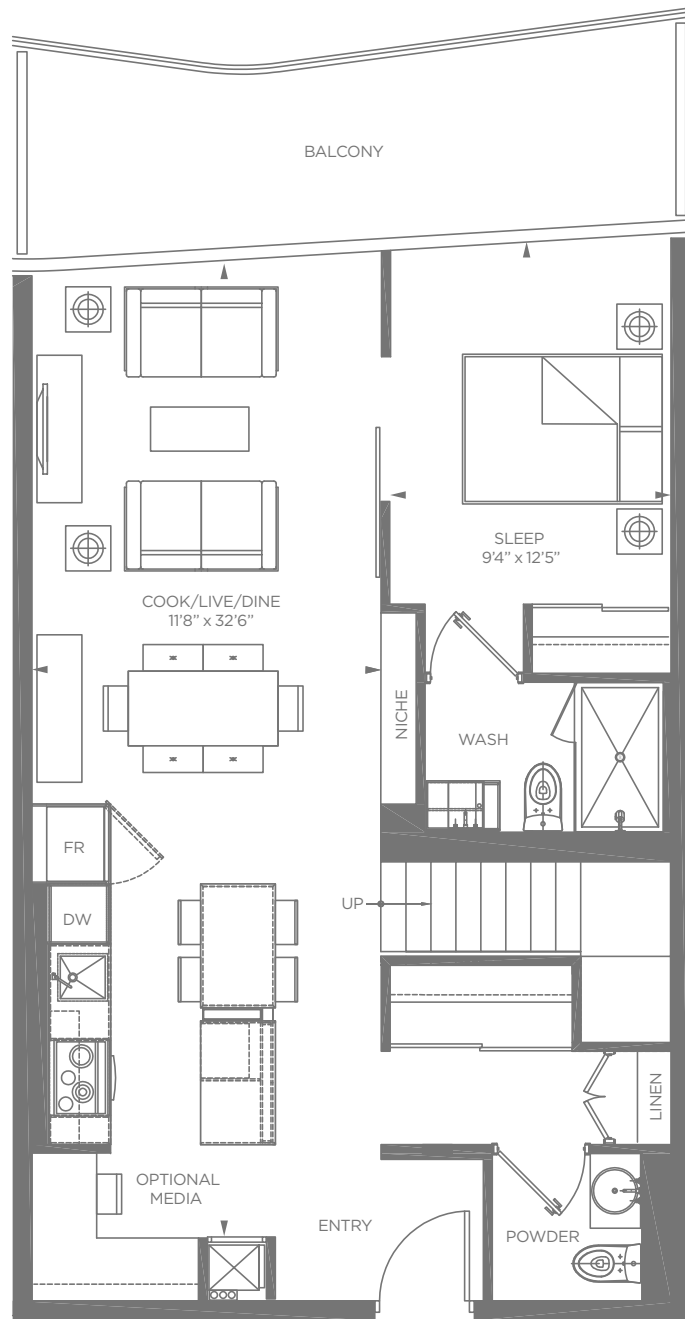 BALCONY
SLEEP
9'4" x 12'5"
COOK/LIVE/DINE
11'8" x 32'6"
NICHE
WASH
FR
DW
UP
LINEN
OPTIONAL
MEDIA
ENTRY
POWDER